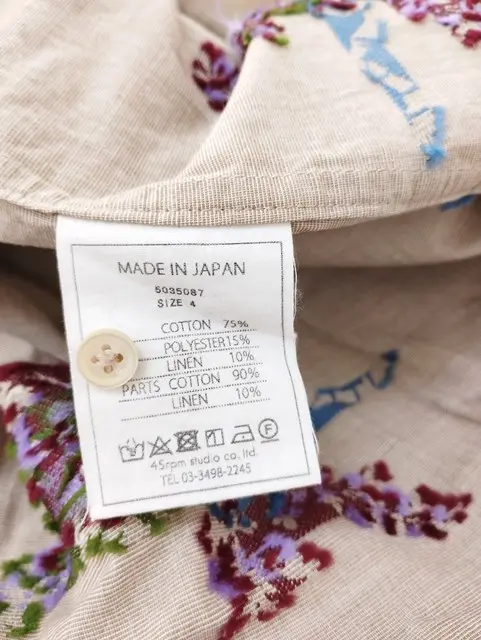 MADE IN JAPAN
5035087
SIZE 4
COTTON 75%
POLYESTER15%
LINEN 10%
PARTS COTTON 90%
LINEN 10%
F
45rpm studio co.,ltd.
TEL 03-3498-2245